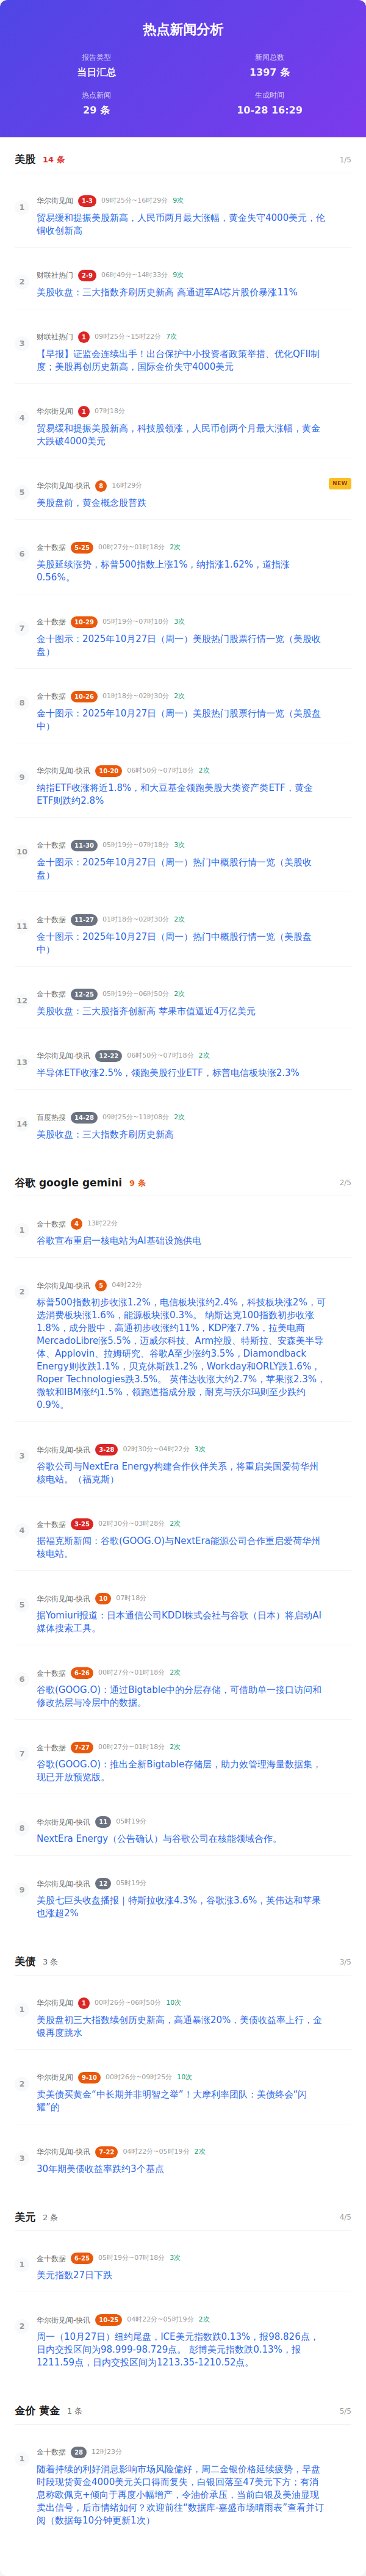 热点新闻分析
报告类型
新闻总数
当日汇总
1397 条
热点新闻
生成时间
29 条
10-28 16:29
美股 14 条
1/5
1
华尔街见闻 1-3 09时25分~16时29分 9次
贸易缓和提振美股新高，人民币两月最大涨幅，黄金失守4000美元，伦
铜收创新高
2
财联社热门 2-9 06时49分~14时33分 9次
美股收盘：三大指数齐刷历史新高 高通进军AI芯片股价暴涨11%
3
财联社热门 1 09时25分~15时22分 7次
【早报】证监会连续出手！出台保护中小投资者政策举措、优化QFII制
度；美股再创历史新高，国际金价失守4000美元
4
华尔街见闻 1 07时18分
贸易缓和提振美股新高，科技股领涨，人民币创两个月最大涨幅，黄金
大跌破4000美元
NEW
5
华尔街见闻-快讯 8 16时29分
美股盘前，黄金概念股普跌
6
金十数据 5-25 00时27分~01时18分 2次
美股延续涨势，标普500指数上涨1%，纳指涨1.62%，道指涨
0.56%。
7
金十数据 10-29 05时19分~07时18分 3次
金十图示：2025年10月27日（周一）美股热门股票行情一览（美股收
盘）
8
金十数据 10-26 01时18分~02时30分 2次
金十图示：2025年10月27日（周一）美股热门股票行情一览（美股盘
中）
9
华尔街见闻-快讯 10-20 06时50分~07时18分 2次
纳指ETF收涨将近1.8%，和大豆基金领跑美股大类资产类ETF，黄金
ETF则跌约2.8%
10
金十数据 11-30 05时19分~07时18分 3次
金十图示：2025年10月27日（周一）热门中概股行情一览（美股收
盘）
11
金十数据 11-27 01时18分~02时30分 2次
金十图示：2025年10月27日（周一）热门中概股行情一览（美股盘
中）
12
金十数据 12-25 05时19分~06时50分 2次
美股收盘：三大股指齐创新高 苹果市值逼近4万亿美元
13
华尔街见闻-快讯 12-22 06时50分~07时18分 2次
半导体ETF收涨2.5%，领跑美股行业ETF，标普电信板块涨2.3%
14
百度热搜 14-28 09时25分~11时08分 2次
美股收盘：三大指数齐刷历史新高
谷歌 google gemini 9 条
2/5
1
金十数据 4 13时22分
谷歌宣布重启一核电站为AI基础设施供电
2
华尔街见闻-快讯 5 04时22分
标普500指数初步收涨1.2%，电信板块涨约2.4%，科技板块涨2%，可
选消费板块涨1.6%，能源板块涨0.3%。 纳斯达克100指数初步收涨
1.8%，成分股中，高通初步收涨约11%，KDP涨7.7%，拉美电商
MercadoLibre涨5.5%，迈威尔科技、Arm控股、特斯拉、安森美半导
体、Applovin、拉姆研究、谷歌A至少涨约3.5%，Diamondback
Energy则收跌1.1%，贝克休斯跌1.2%，Workday和ORLY跌1.6%，
Roper Technologies跌3.5%。 英伟达收涨大约2.7%，苹果涨2.3%，
微软和IBM涨约1.5%，领跑道指成分股，耐克与沃尔玛则至少跌约
0.9%。
3
华尔街见闻-快讯 3-28 02时30分~04时22分 3次
谷歌公司与NextEra Energy构建合作伙伴关系，将重启美国爱荷华州
核电站。（福克斯）
4
金十数据 3-25 02时30分~03时28分 2次
据福克斯新闻：谷歌(GOOG.O)与NextEra能源公司合作重启爱荷华州
核电站。
5
华尔街见闻-快讯 10 07时18分
据Yomiuri报道：日本通信公司KDDI株式会社与谷歌（日本）将启动AI
媒体搜索工具。
6
金十数据 6-26 00时27分~01时18分 2次
谷歌(GOOG.O)：通过Bigtable中的分层存储，可借助单一接口访问和
修改热层与冷层中的数据。
7
金十数据 7-27 00时27分~01时18分 2次
谷歌(GOOG.O)：推出全新Bigtable存储层，助力效管理海量数据集，
现已开放预览版。
8
华尔街见闻-快讯 11 05时19分
NextEra Energy（公告确认）与谷歌公司在核能领域合作。
9
华尔街见闻-快讯 12 05时19分
美股七巨头收盘播报｜特斯拉收涨4.3%，谷歌涨3.6%，英伟达和苹果
也涨超2%
美债 3 条
3/5
1
华尔街见闻 1 00时26分~06时50分 10次
美股盘初三大指数续创历史新高，高通暴涨20%，美债收益率上行，金
银再度跳水
2
华尔街见闻 9-10 00时26分~09时25分 10次
卖美债买黄金“中长期并非明智之举”！大摩利率团队：美债终会“闪
耀”的
3
华尔街见闻-快讯 7-22 04时22分~05时19分 2次
30年期美债收益率跌约3个基点
美元 2 条
4/5
1
金十数据 6-25 05时19分~07时18分 3次
美元指数27日下跌
2
华尔街见闻-快讯 10-25 04时22分~05时19分 2次
周一（10月27日）纽约尾盘，ICE美元指数跌0.13%，报98.826点，
日内交投区间为98.999-98.729点。 彭博美元指数跌0.13%，报
1211.59点，日内交投区间为1213.35-1210.52点。
金价 黄金 1 条
5/5
1
金十数据 28 12时23分
随着持续的利好消息影响市场风险偏好，周二金银价格延续疲势，早盘
时段现货黄金4000美元关口得而复失，白银回落至47美元下方；有消
息称欧佩克+倾向于再度小幅增产，令油价承压，当前白银及美油显现
卖出信号，后市情绪如何？欢迎前往“数据库-嘉盛市场晴雨表”查看并订
阅（数据每10分钟更新1次）